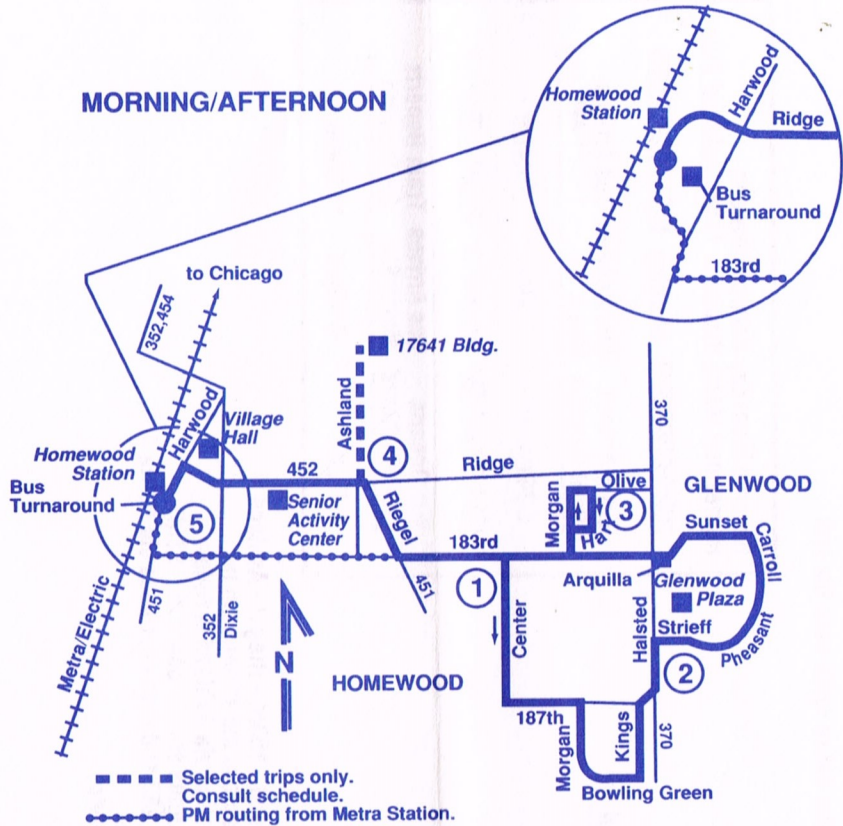 MORNING/AFTERNOON
Homewood
Station
Harwood
Ridge
Bus
Turnaround
183rd
to Chicago
352,454
17641 Bldg.
Ashland
370
Harwood
Village
Hall
Homewood
Station
Bus
Turnaround
452
4
Ridge
Olive
GLENWOOD
Morgan
3
Hart
Riegel
Senior
Activity
Center
5
183rd
Sunset
Carroll
Arquilla
Glenwood
Plaza
1
Center
451
451
352
Dixie
Metra/Electric
Halsted
Strieff
Pheasant
2
N
HOMEWOOD
187th
Morgan
Kings
370
Bowling Green
Selected trips only.
Consult schedule.
PM routing from Metra Station.